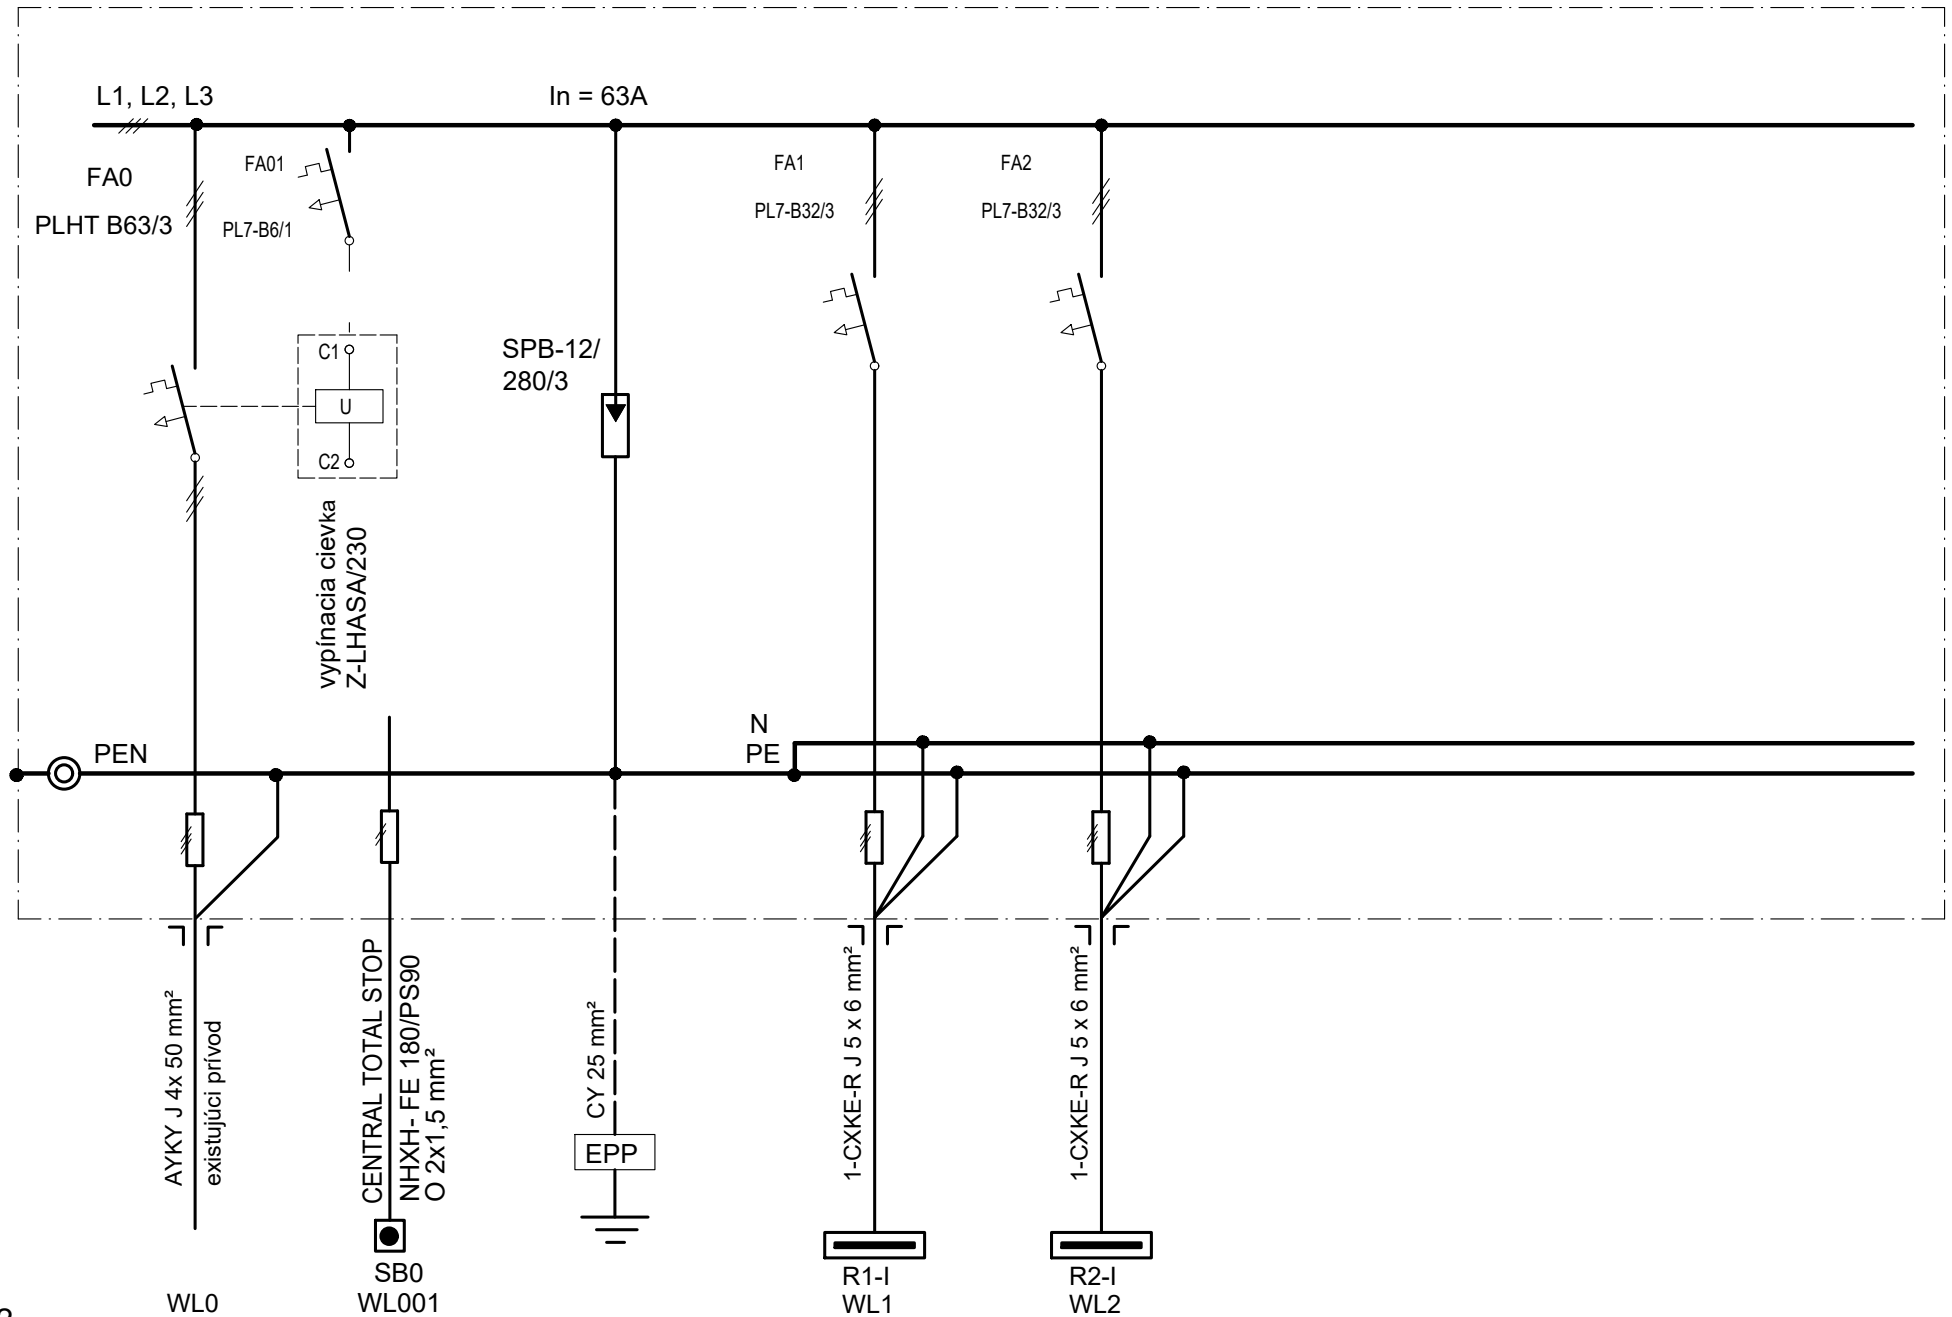 L1, L2, L3
In = 63A
FA0
PLHT B63/3
FA01
PL7-B6/1
FA1
PL7-B32/3
FA2
PL7-B32/3
C1
U
C2
vypínacia cievka
Z-LHASA/230
SPB-12/
280/3
PEN
N
PE
AYKY J 4x 50 mm²
existujúci prívod
CENTRAL TOTAL STOP
NHXH- FE 180/PS90
O 2x1,5 mm²
CY 25 mm²
EPP
1-CXKE-R J 5 x 6 mm²
1-CXKE-R J 5 x 6 mm²
WL0
SB0
WL001
R1-I
WL1
R2-I
WL2